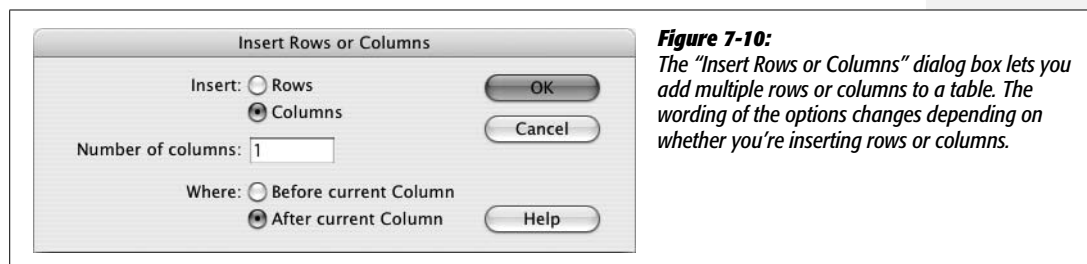 Insert Rows or Columns
Insert: Rows
Columns
Number of columns: 1
Where: Before current Column
After current Column
OK
Cancel
Help
Figure 7-10:
The “Insert Rows or Columns” dialog box lets you
add multiple rows or columns to a table. The
wording of the options changes depending on
whether you’re inserting rows or columns.